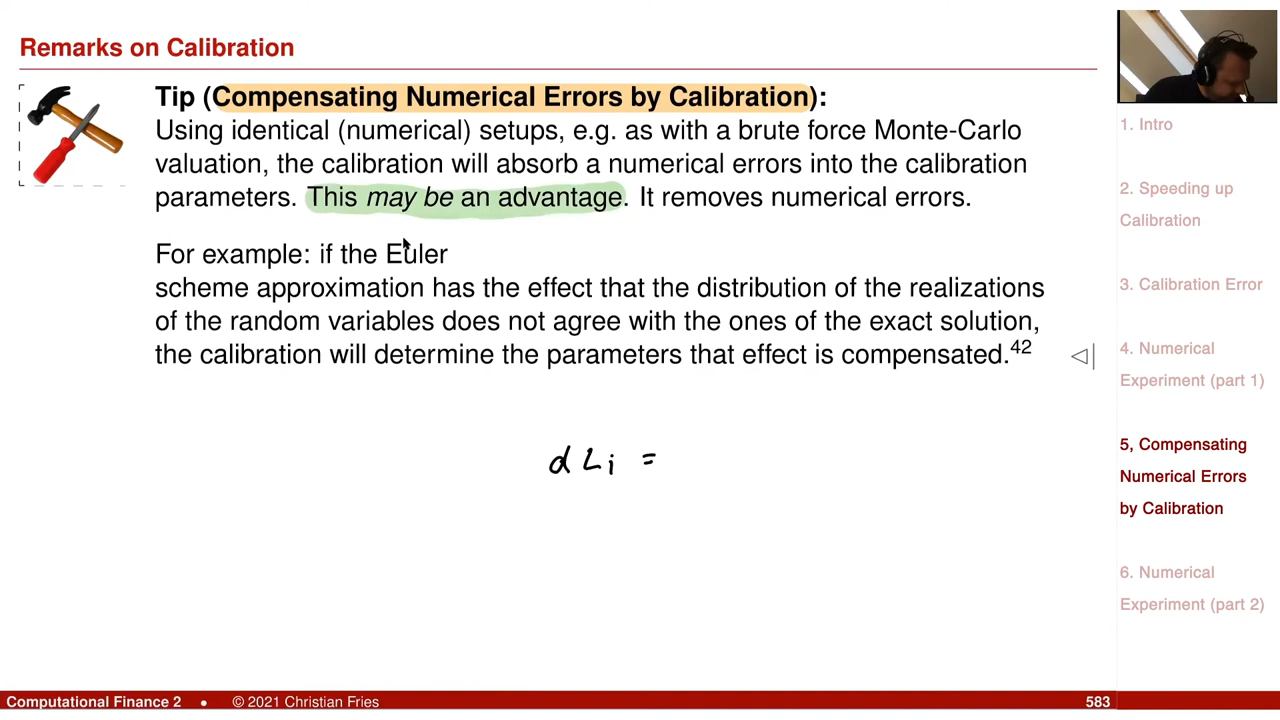 Remarks on Calibration
Tip (Compensating Numerical Errors by Calibration):
Using identical (numerical) setups, e.g. as with a brute force Monte-Carlo
valuation, the calibration will absorb a numerical errors into the calibration
parameters. This may be an advantage. It removes numerical errors.
For example: if the Euler
scheme approximation has the effect that the distribution of the realizations
of the random variables does not agree with the ones of the exact solution,
the calibration will determine the parameters that effect is compensated.42
d L i =
1. Intro
2. Speeding up
Calibration
3. Calibration Error
4. Numerical
Experiment (part 1)
5, Compensating
Numerical Errors
by Calibration
6. Numerical
Experiment (part 2)
Computational Finance 2 • © 2021 Christian Fries 583